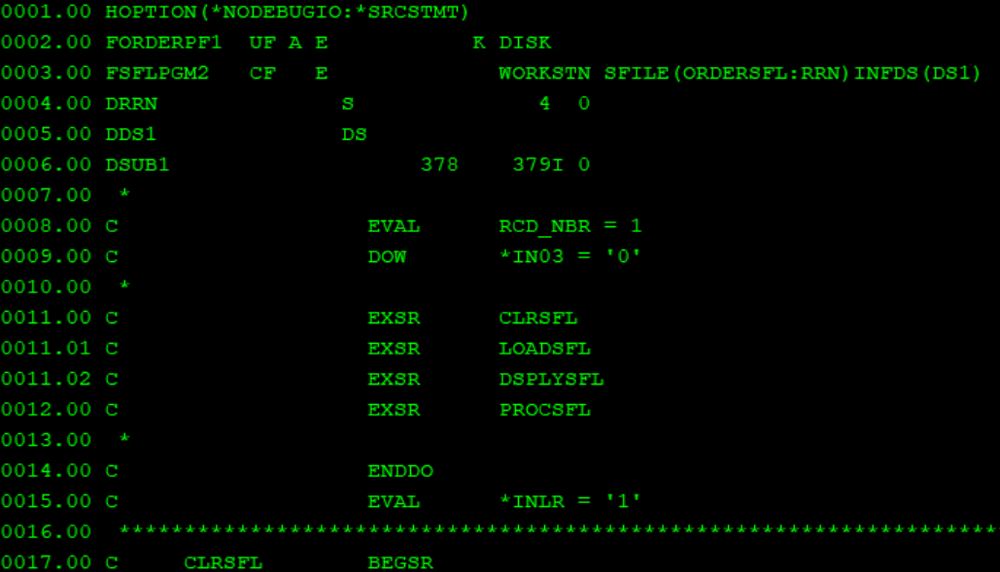 0001.00 HOPTION(*NODEBUGIO:*SRCSTMT)
0002.00 FORDERPF1  UF A E           K DISK
0003.00 FSFLPGM2   CF   E             WORKSTN SFILE(ORDERSFL:RRN)INFDS(DS1)
0004.00 DRRN              S              4  0
0005.00 DDS1              DS
0006.00 DSUB1                   378    379I 0
0007.00  *
0008.00 C                   EVAL      RCD_NBR = 1
0009.00 C                   DOW       *IN03 = '0'
0010.00  *
0011.00 C                   EXSR      CLRSFL
0011.01 C                   EXSR      LOADSFL
0011.02 C                   EXSR      DSPLYSFL
0012.00 C                   EXSR      PROCSFL
0013.00  *
0014.00 C                   ENDDO
0015.00 C                   EVAL      *INLR = '1'
0016.00  *******************************************************************
0017.00 C     CLRSFL        BEGSR